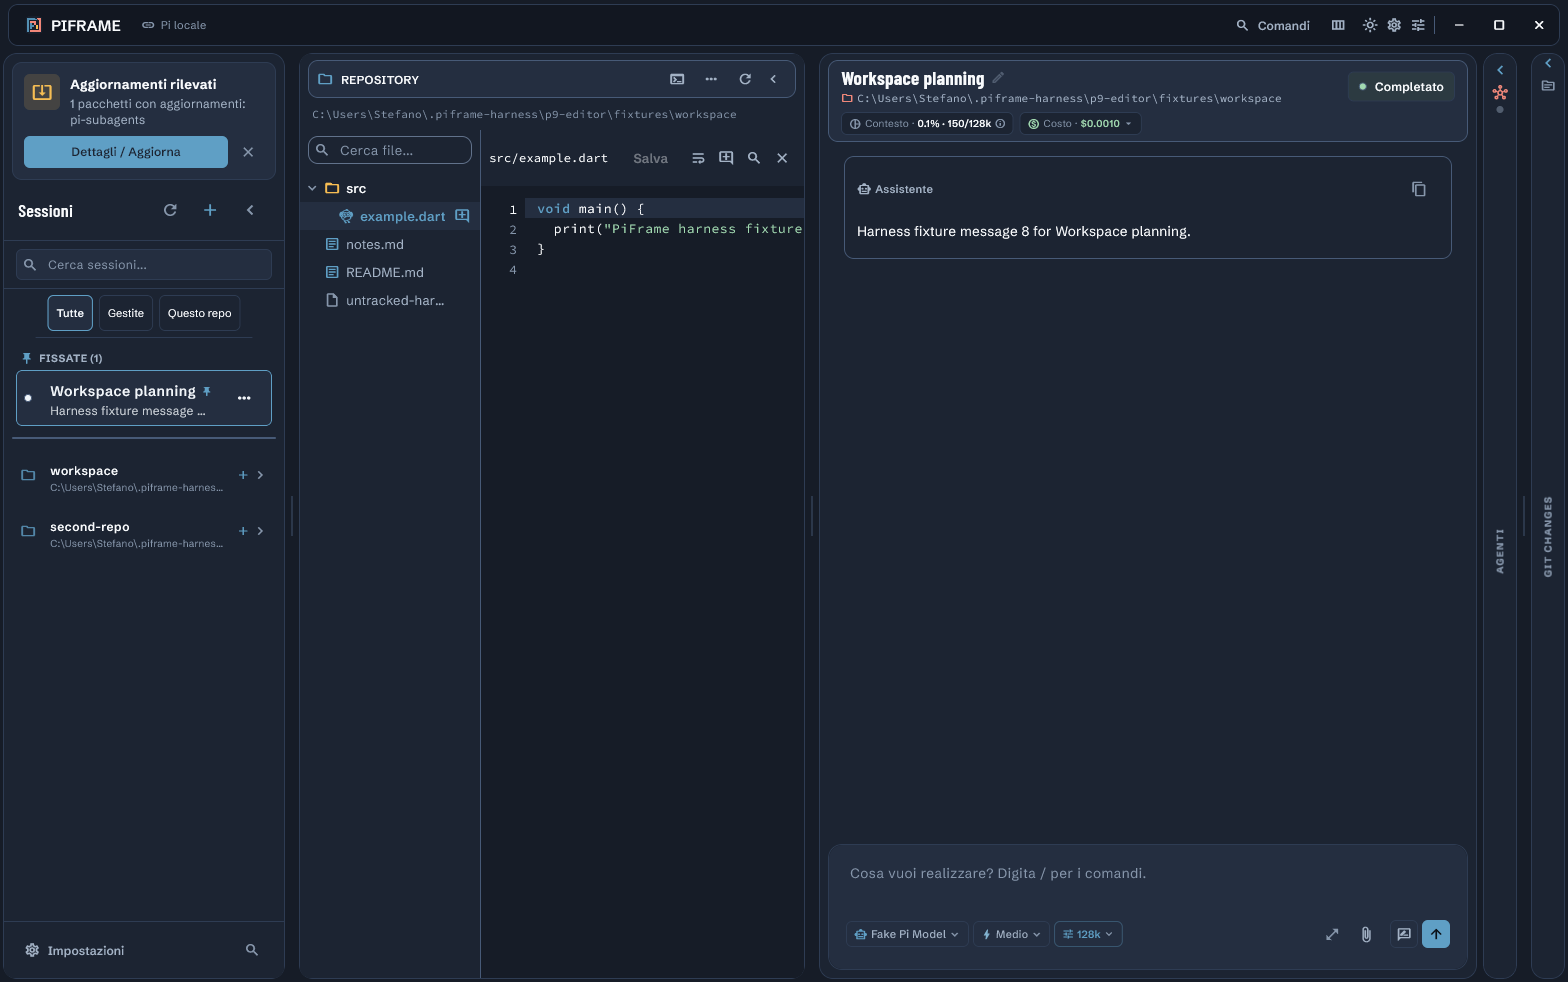 PIFRAME
Pi locale
Comandi
Aggiornamenti rilevati
1 pacchetti con aggiornamenti:
pi-subagents
Dettagli / Aggiorna
Sessioni
Cerca sessioni...
Tutte
Gestite
Questo repo
FISSATE (1)
Workspace planning
Harness fixture message ...
workspace
C:\Users\Stefano\.piframe-harnes...
second-repo
C:\Users\Stefano\.piframe-harnes...
Impostazioni
REPOSITORY
C:\Users\Stefano\.piframe-harness\p9-editor\fixtures\workspace
Cerca file...
src
example.dart
notes.md
README.md
untracked-har...
src/example.dart
Salva
1 void main() {
2 print("PiFrame harness fixture
3 }
4
Workspace planning
C:\Users\Stefano\.piframe-harness\p9-editor\fixtures\workspace
Contesto · 0.1% · 150/128k
Costo · $0.0010
Completato
Assistente
Harness fixture message 8 for Workspace planning.
Cosa vuoi realizzare? Digita / per i comandi.
Fake Pi Model
Medio
128k
AGENTI
GIT CHANGES